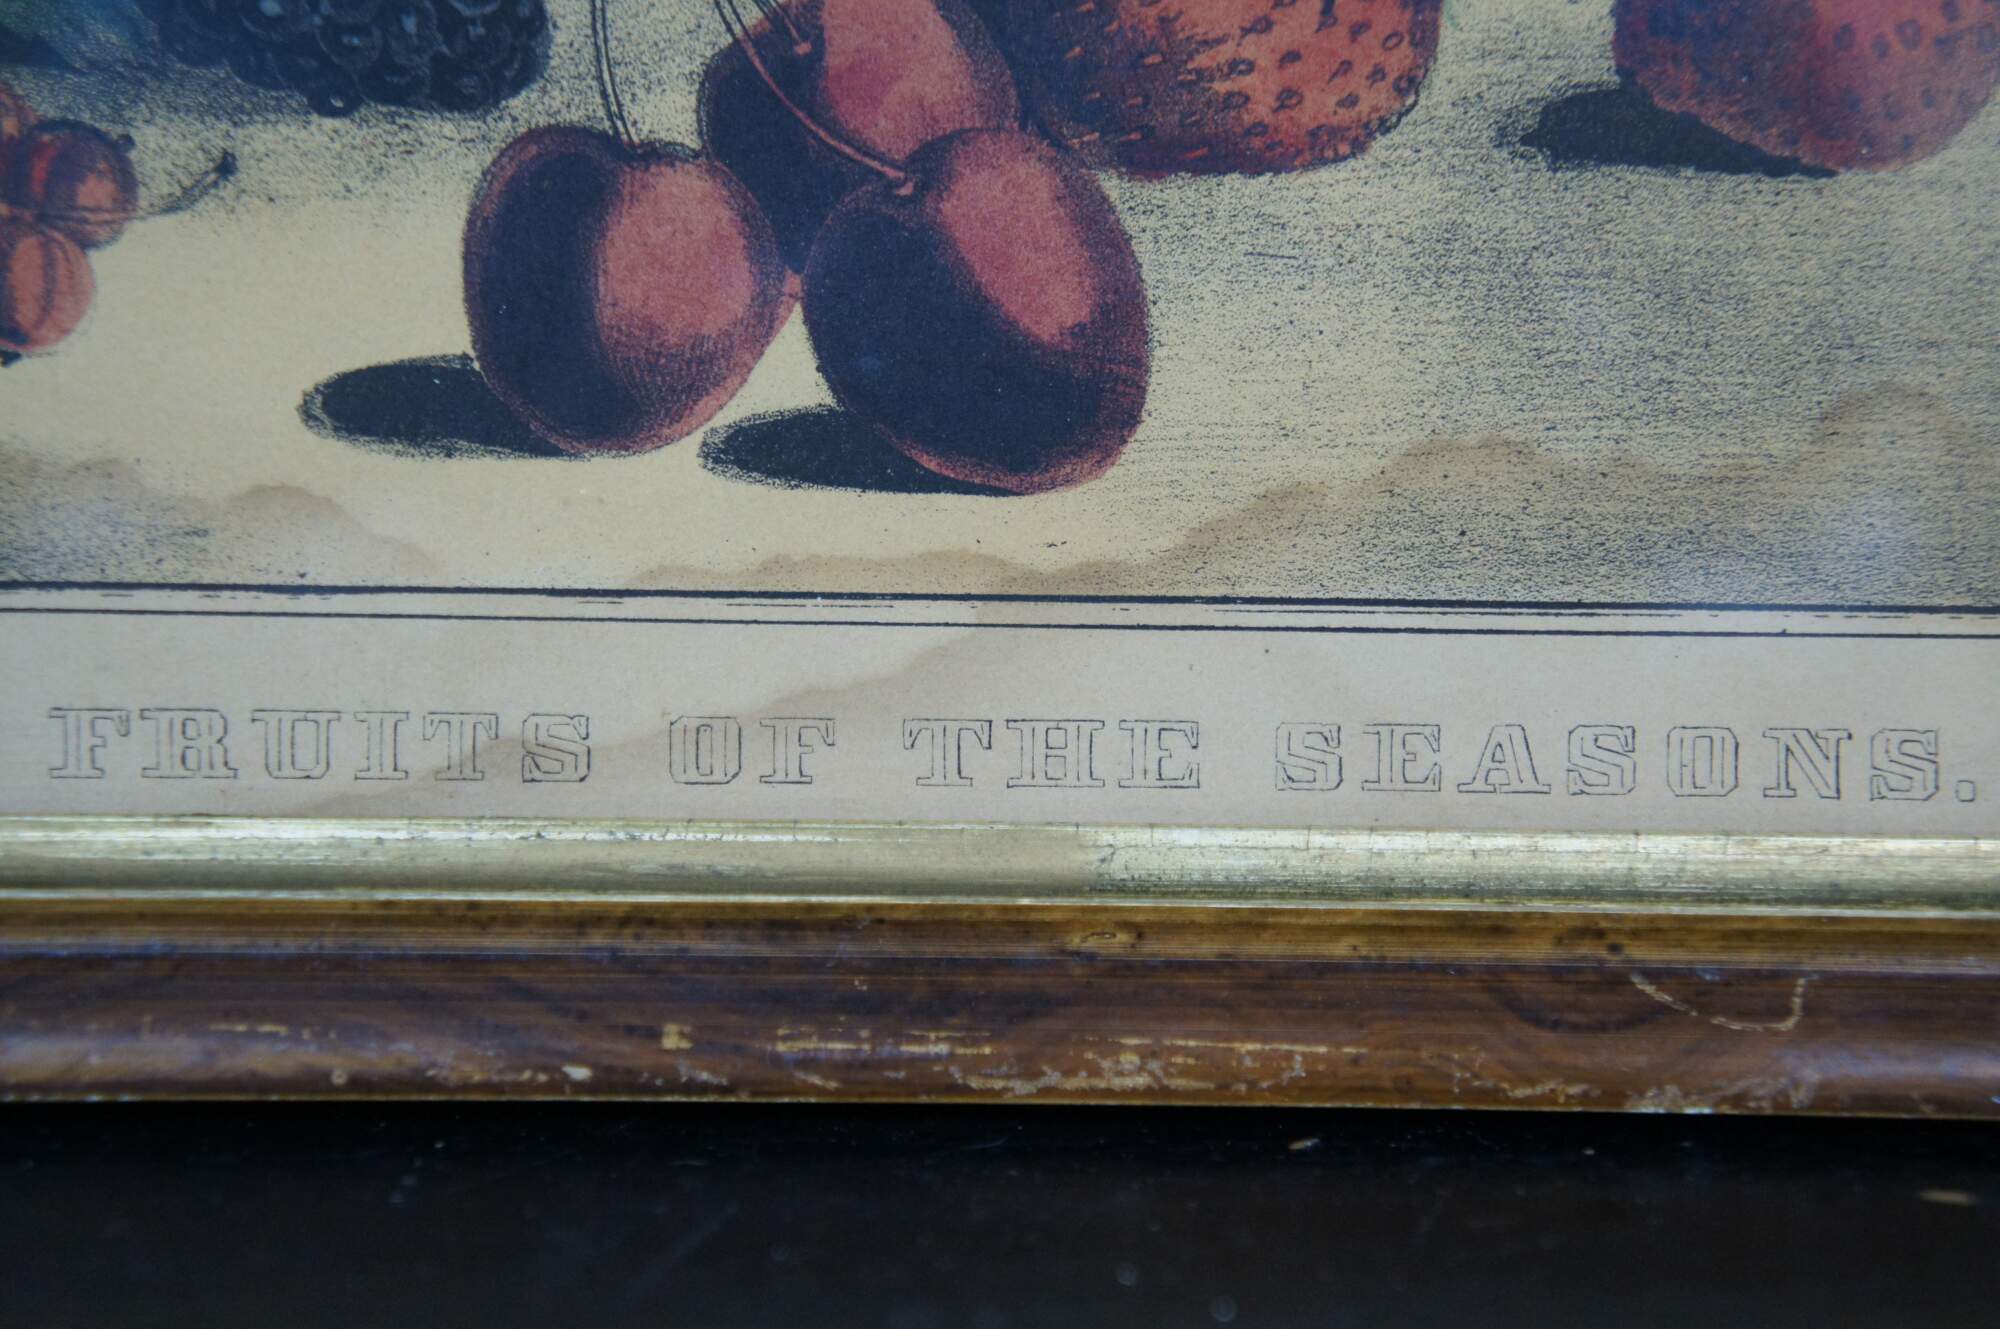 FRUITS OF THE SEASONS.